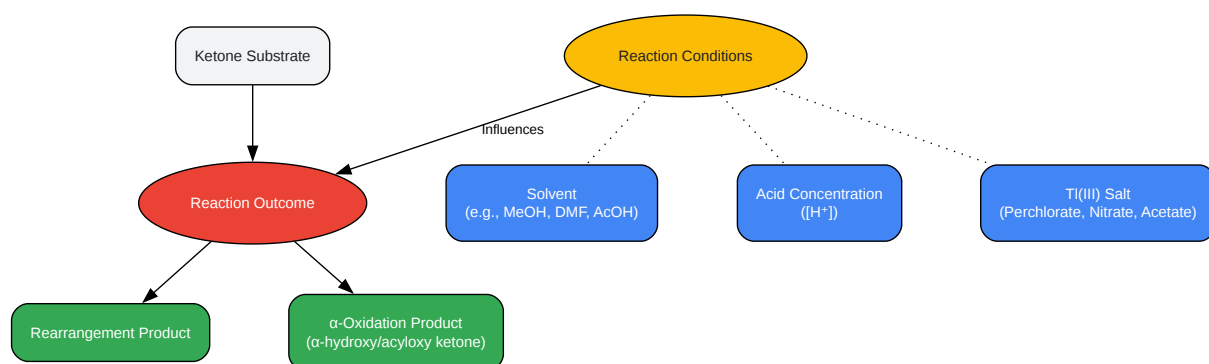 Ketone Substrate
Reaction Conditions
Influences
Reaction Outcome
Solvent
(e.g., MeOH, DMF, AcOH)
Acid Concentration
([H⁺])
Tl(III) Salt
(Perchlorate, Nitrate, Acetate)
Rearrangement Product
α-Oxidation Product
(α-hydroxy/acyloxy ketone)